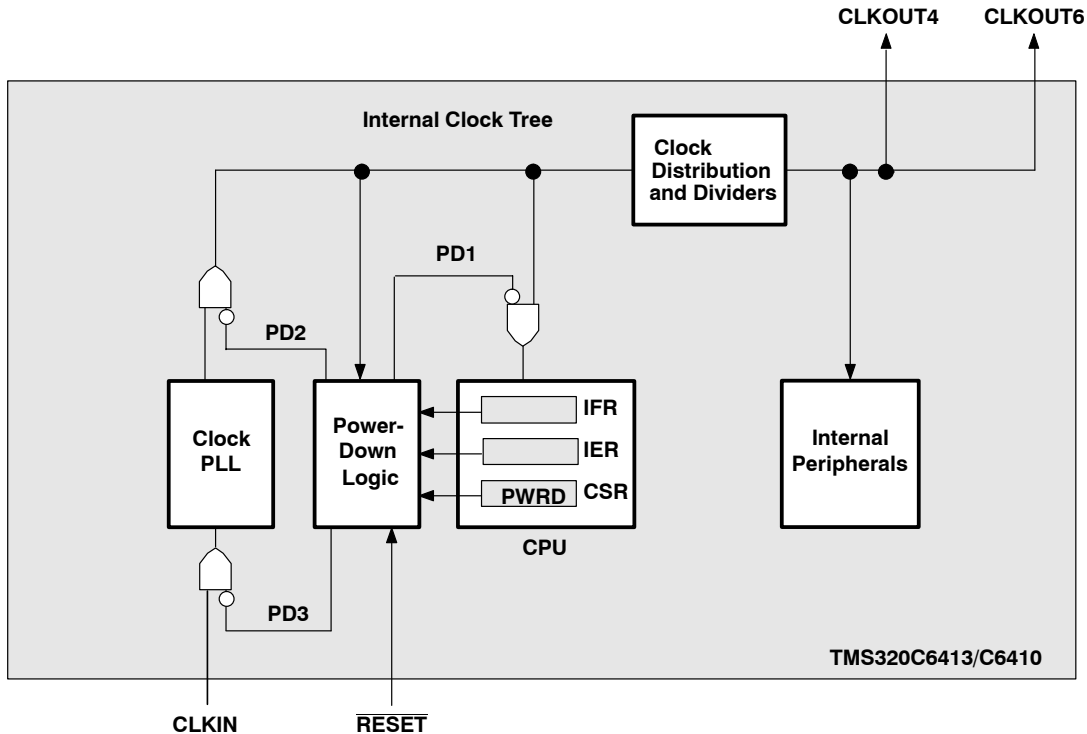 CLKOUT4
CLKOUT6
Internal Clock Tree
Clock
Distribution
and Dividers
PD1
PD2
Clock
PLL
Power-
Down
Logic
IFR
IER
PWRD
CSR
CPU
Internal
Peripherals
PD3
TMS320C6413/C6410
CLKIN
RESET